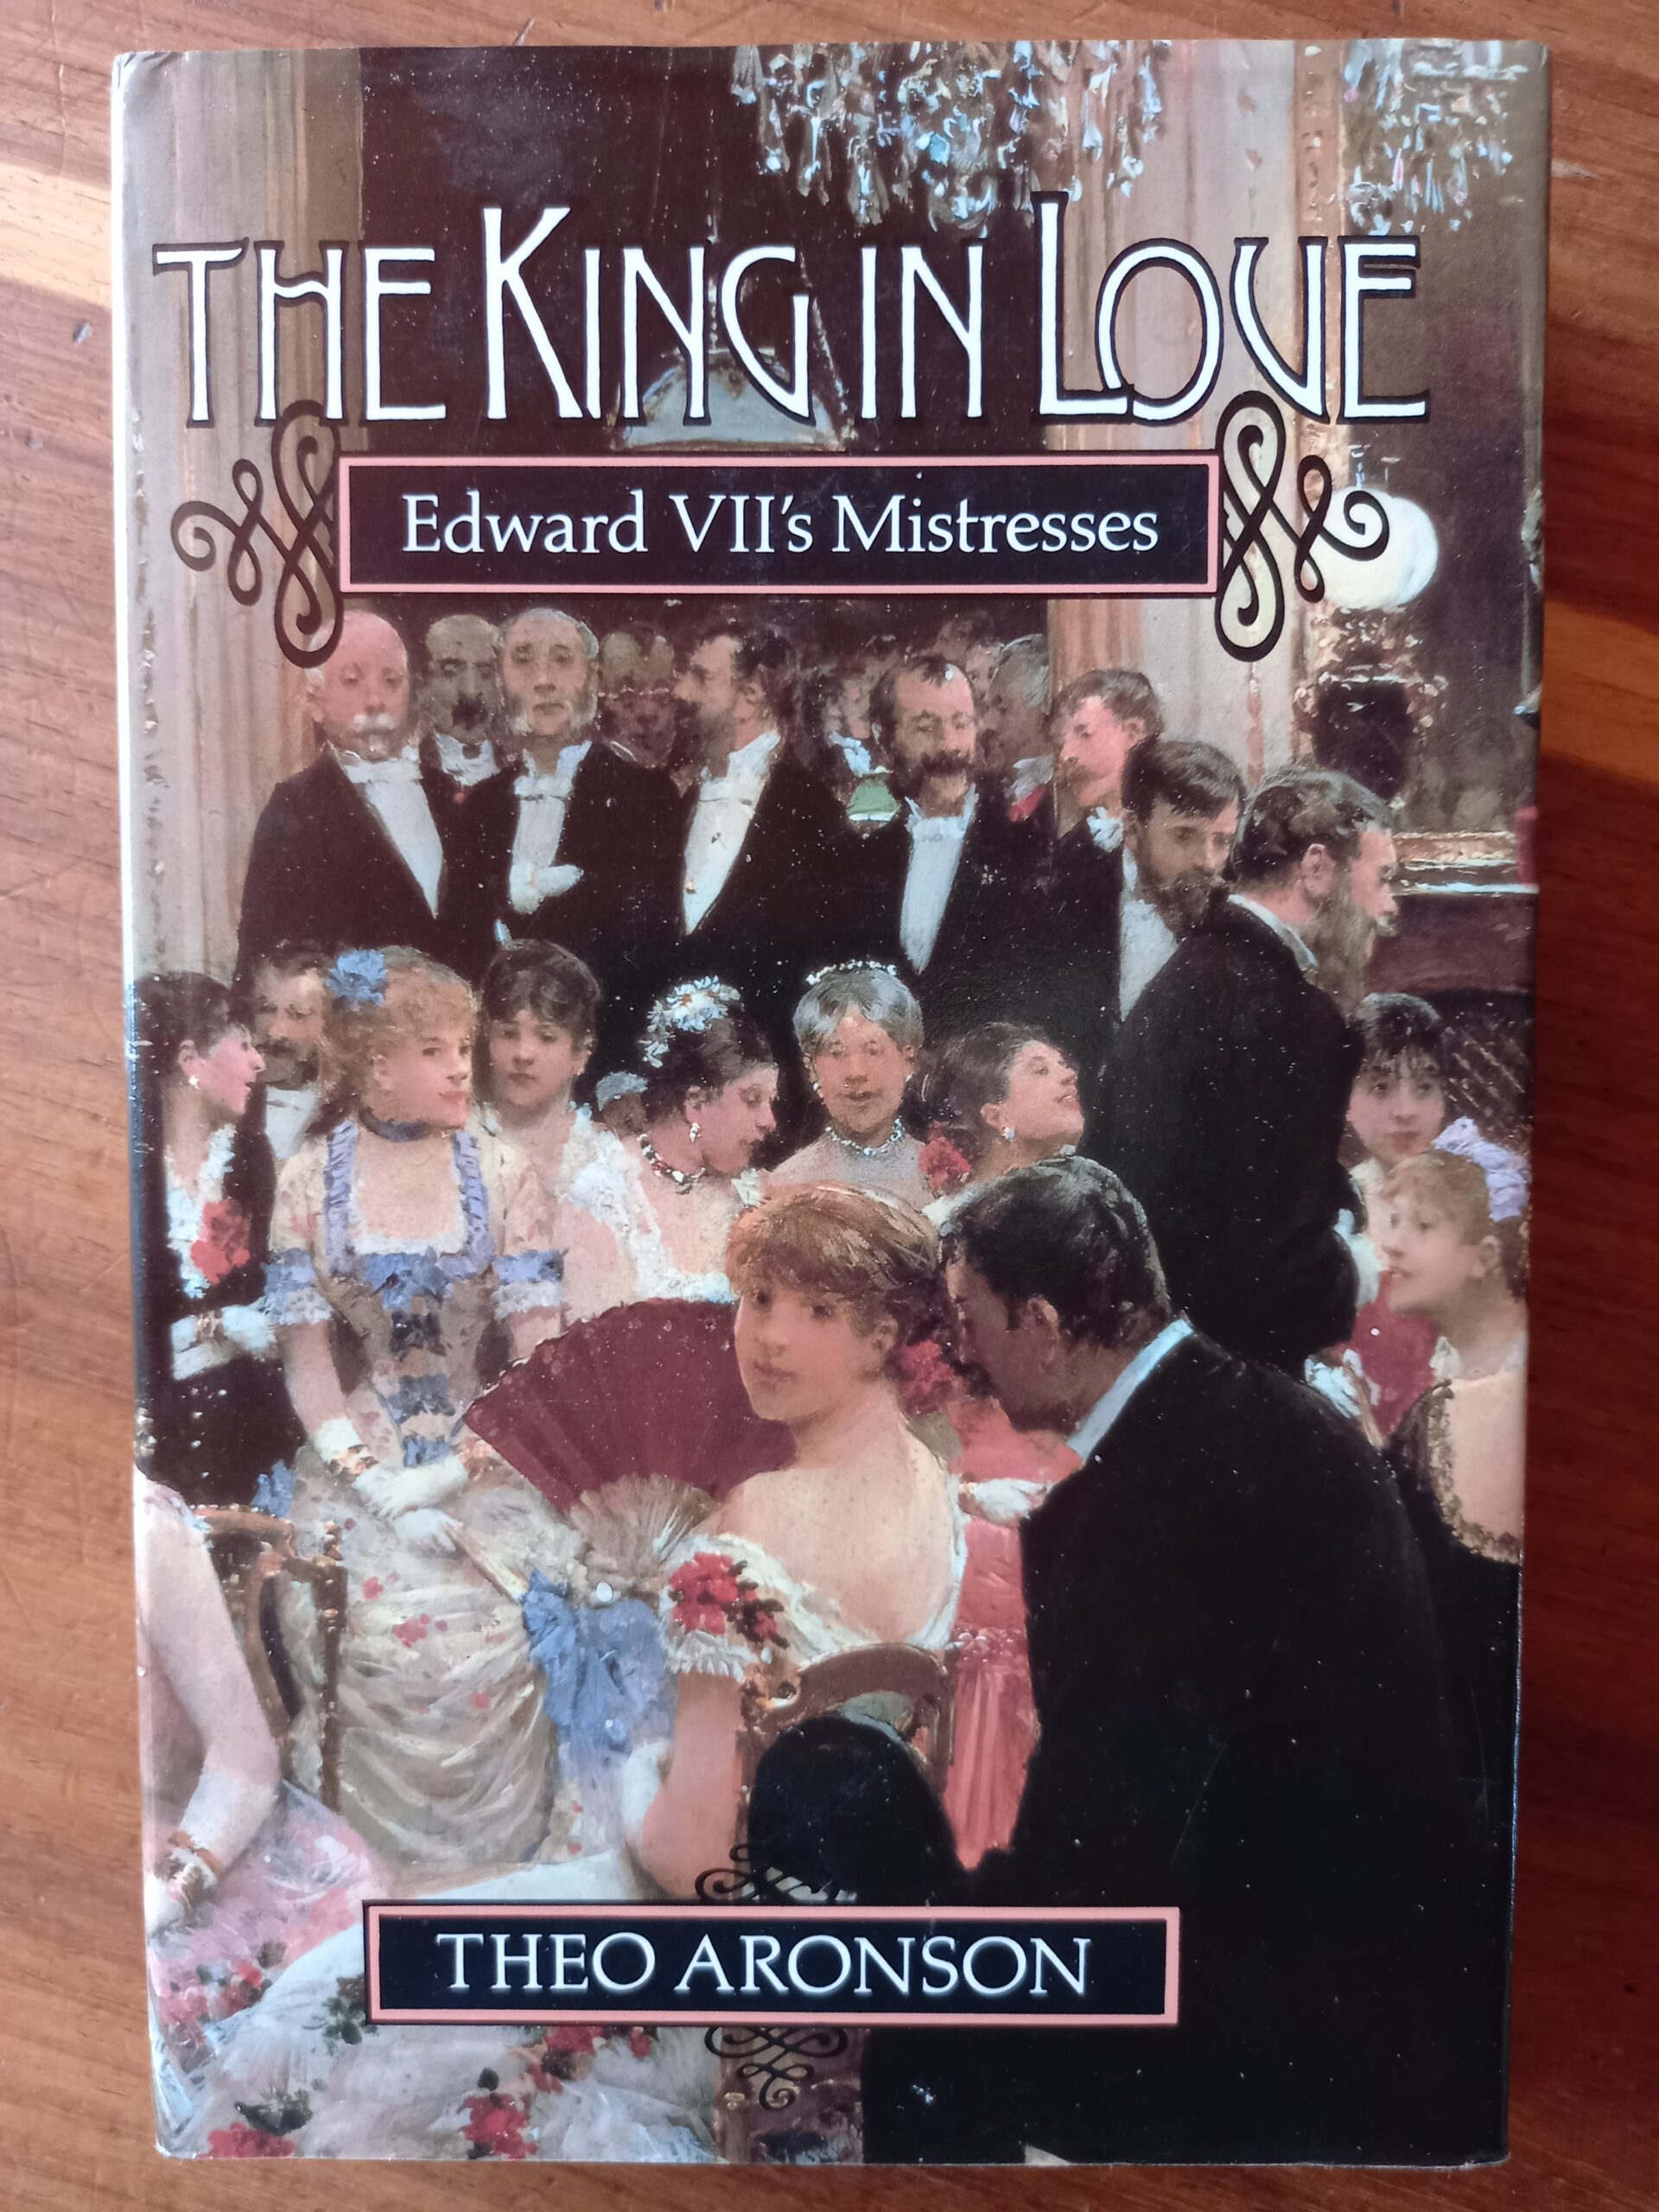 THE KING IN LOVE
Edward VII's Mistresses
THEO ARONSON